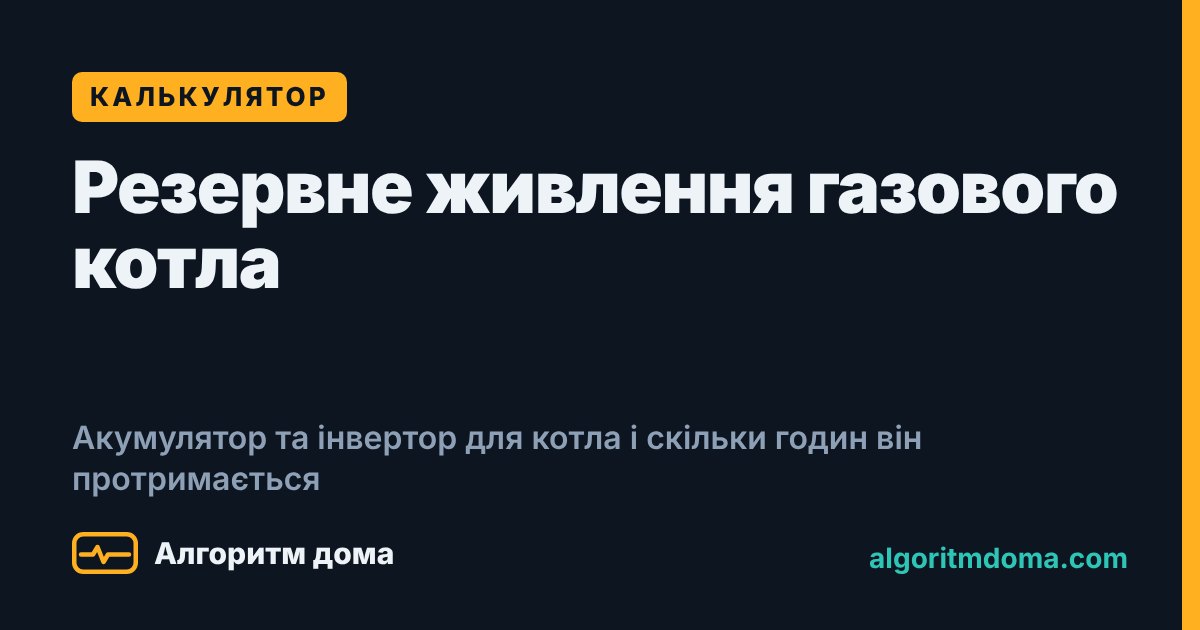 КАЛЬКУЛЯТОР
Резервне живлення газового
котла
Акумулятор та інвертор для котла і скільки годин він
протримається
Алгоритм дома
algoritmdoma.com